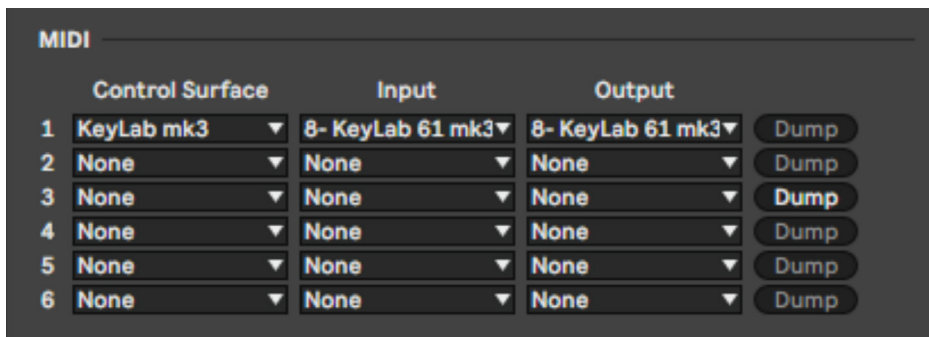 MIDI
Control Surface Input Output
1 KeyLab mk3 8- KeyLab 61 mk3 8- KeyLab 61 mk3 Dump
2 None None None Dump
3 None None None Dump
4 None None None Dump
5 None None None Dump
6 None None None Dump